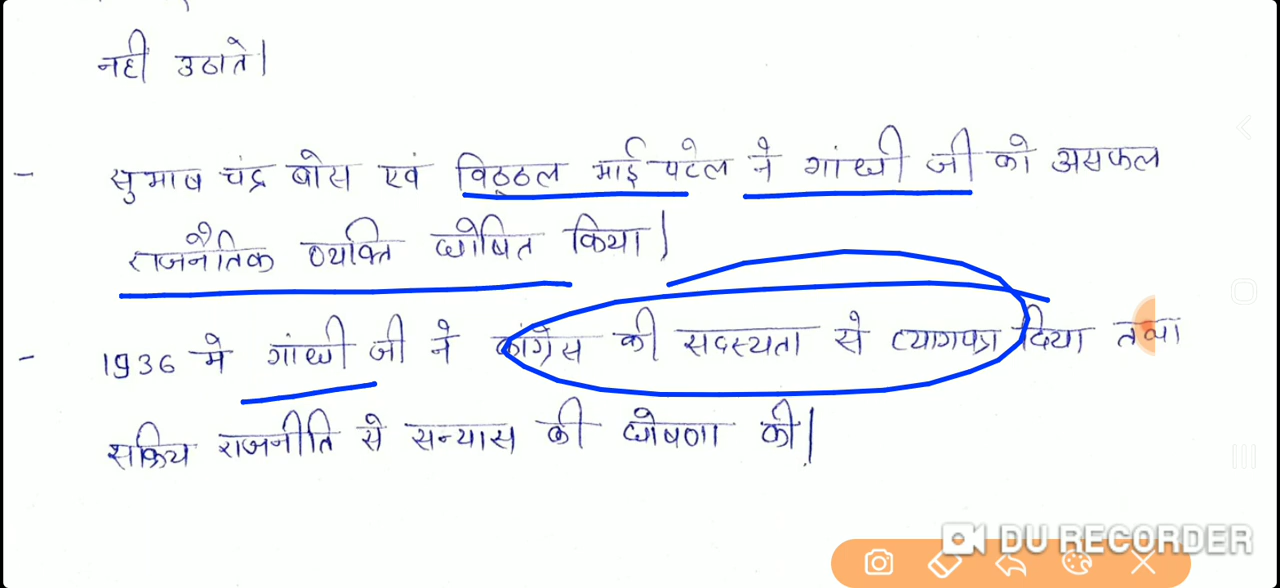 नही उठाते।
- सुभाष चंद्र बोस एवं विठ्ठल भाई पटेल ने गांधी जी को असफल
राजनैतिक व्यक्ति घोषित किया।
- 1936 मे गांधी जी ने कांग्रेस की सदस्यता से त्यागपत्र दिया तथा
सक्रिय राजनीति से सन्यास की घोषणा की।
DU RECORDER